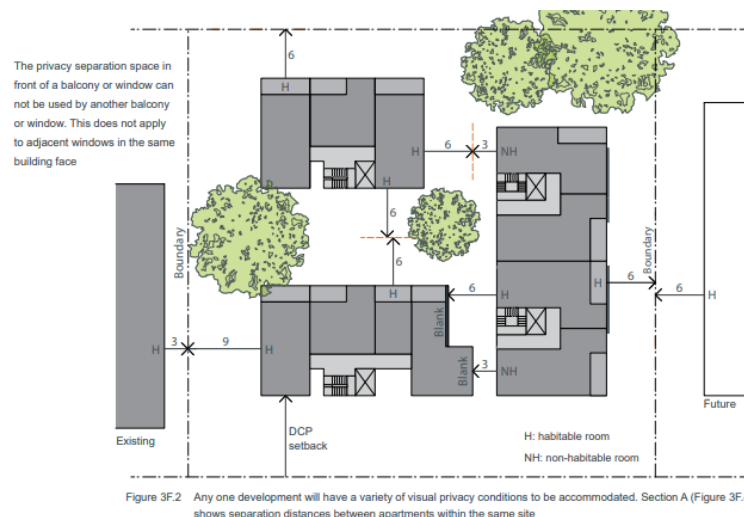 6
The privacy separation space in
front of a balcony or window can
not be used by another balcony
or window. This does not apply
to adjacent windows in the same
building face
H
H 6 3 NH
H
6
6
Boundary
Boundary
H 6 H 6 6 H
Blank
H 3 9 H
Blank 3 NH
Existing
DCP
setback
Future
H: habitable room
NH: non-habitable room
Figure 3F.2 Any one development will have a variety of visual privacy conditions to be accommodated. Section A (Figure 3F.
shows separation distances between apartments within the same site